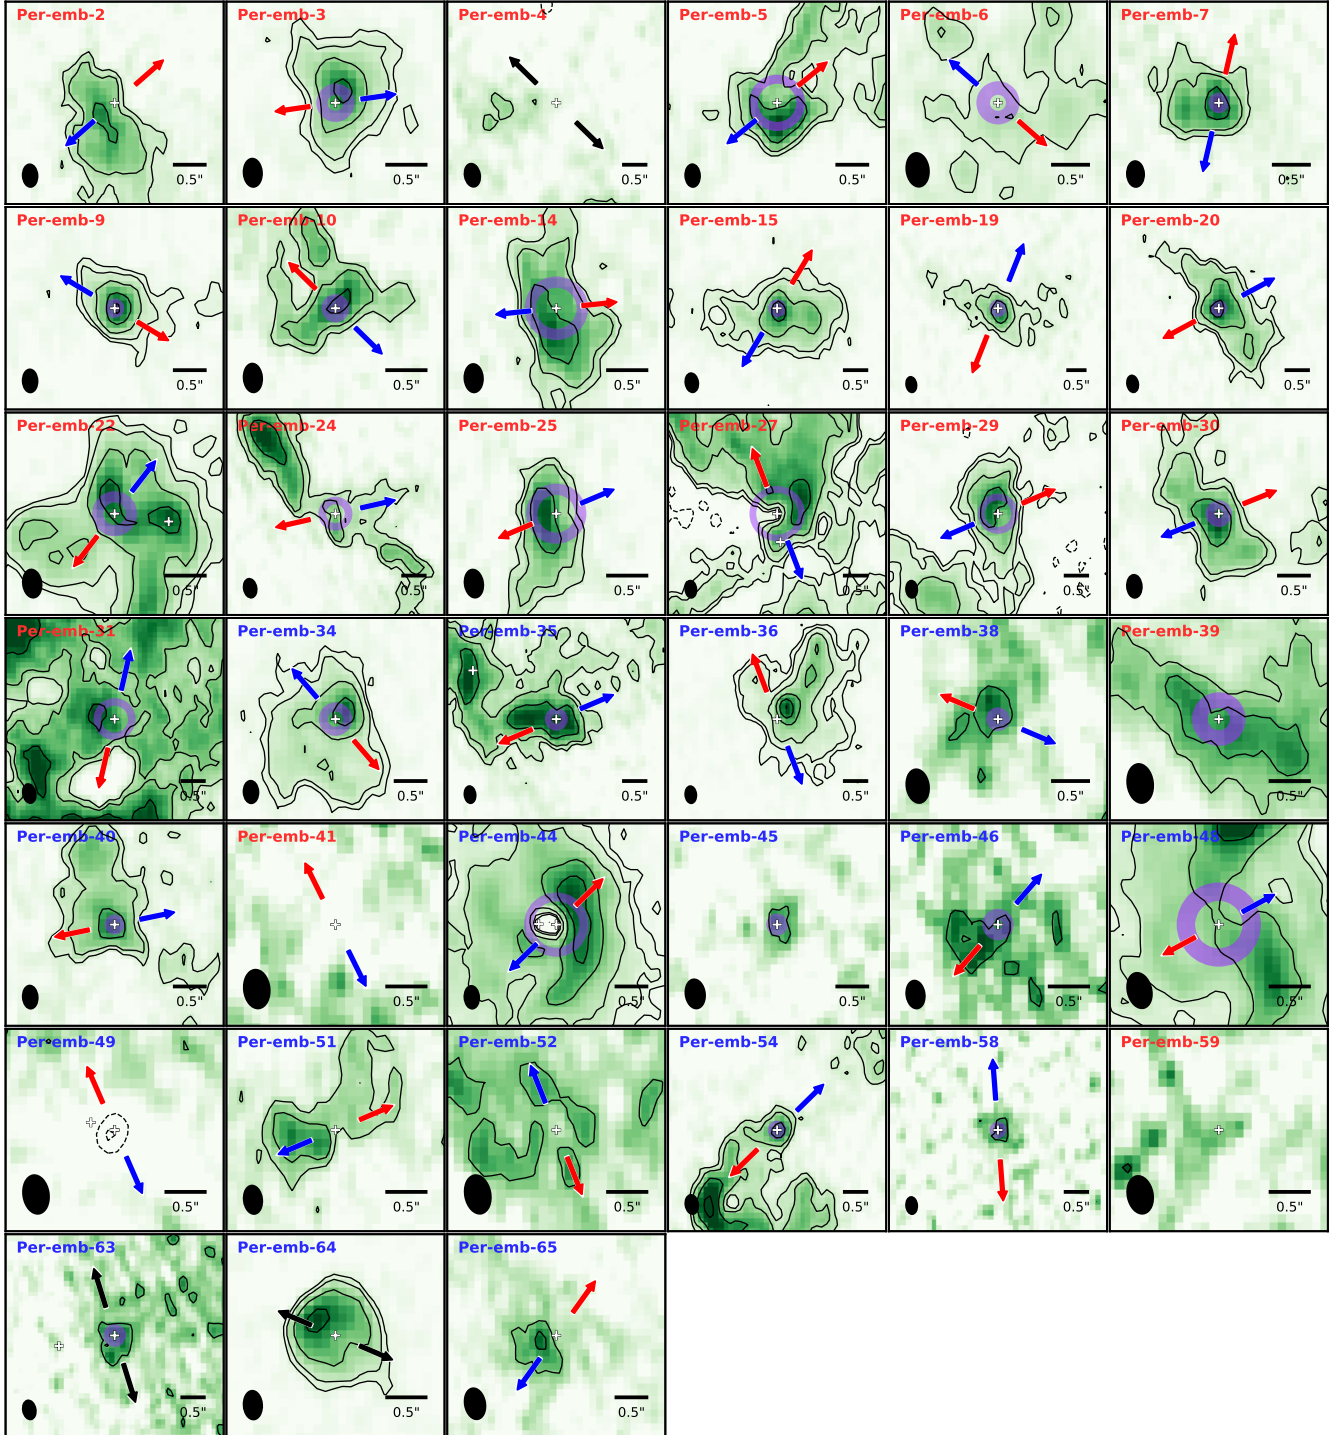 Per-emb-2 Per-emb-3 Per-emb-4 Per-emb-5 Per-emb-6 Per-emb-7
0.5" 0.5" 0.5" 0.5" 0.5" 0.5"
Per-emb-9 Per-emb-10 Per-emb-14 Per-emb-15 Per-emb-19 Per-emb-20
0.5" 0.5" 0.5" 0.5" 0.5" 0.5"
Per-emb-22 Per-emb-24 Per-emb-25 Per-emb-27 Per-emb-29 Per-emb-30
0.5" 0.5" 0.5" 0.5" 0.5" 0.5"
Per-emb-31 Per-emb-34 Per-emb-35 Per-emb-36 Per-emb-38 Per-emb-39
0.5" 0.5" 0.5" 0.5" 0.5" 0.5"
Per-emb-40 Per-emb-41 Per-emb-44 Per-emb-45 Per-emb-46 Per-emb-48
0.5" 0.5" 0.5" 0.5" 0.5" 0.5"
Per-emb-49 Per-emb-51 Per-emb-52 Per-emb-54 Per-emb-58 Per-emb-59
0.5" 0.5" 0.5" 0.5" 0.5" 0.5"
Per-emb-63 Per-emb-64 Per-emb-65
0.5" 0.5" 0.5"